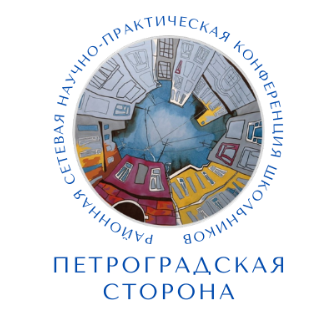 РАЙОННАЯ СЕТЕВАЯ НАУЧНО-ПРАКТИЧЕСКАЯ КОНФЕРЕНЦИЯ ШКОЛЬНИКОВ
ПЕТРОГРАДСКАЯ
СТОРОНА